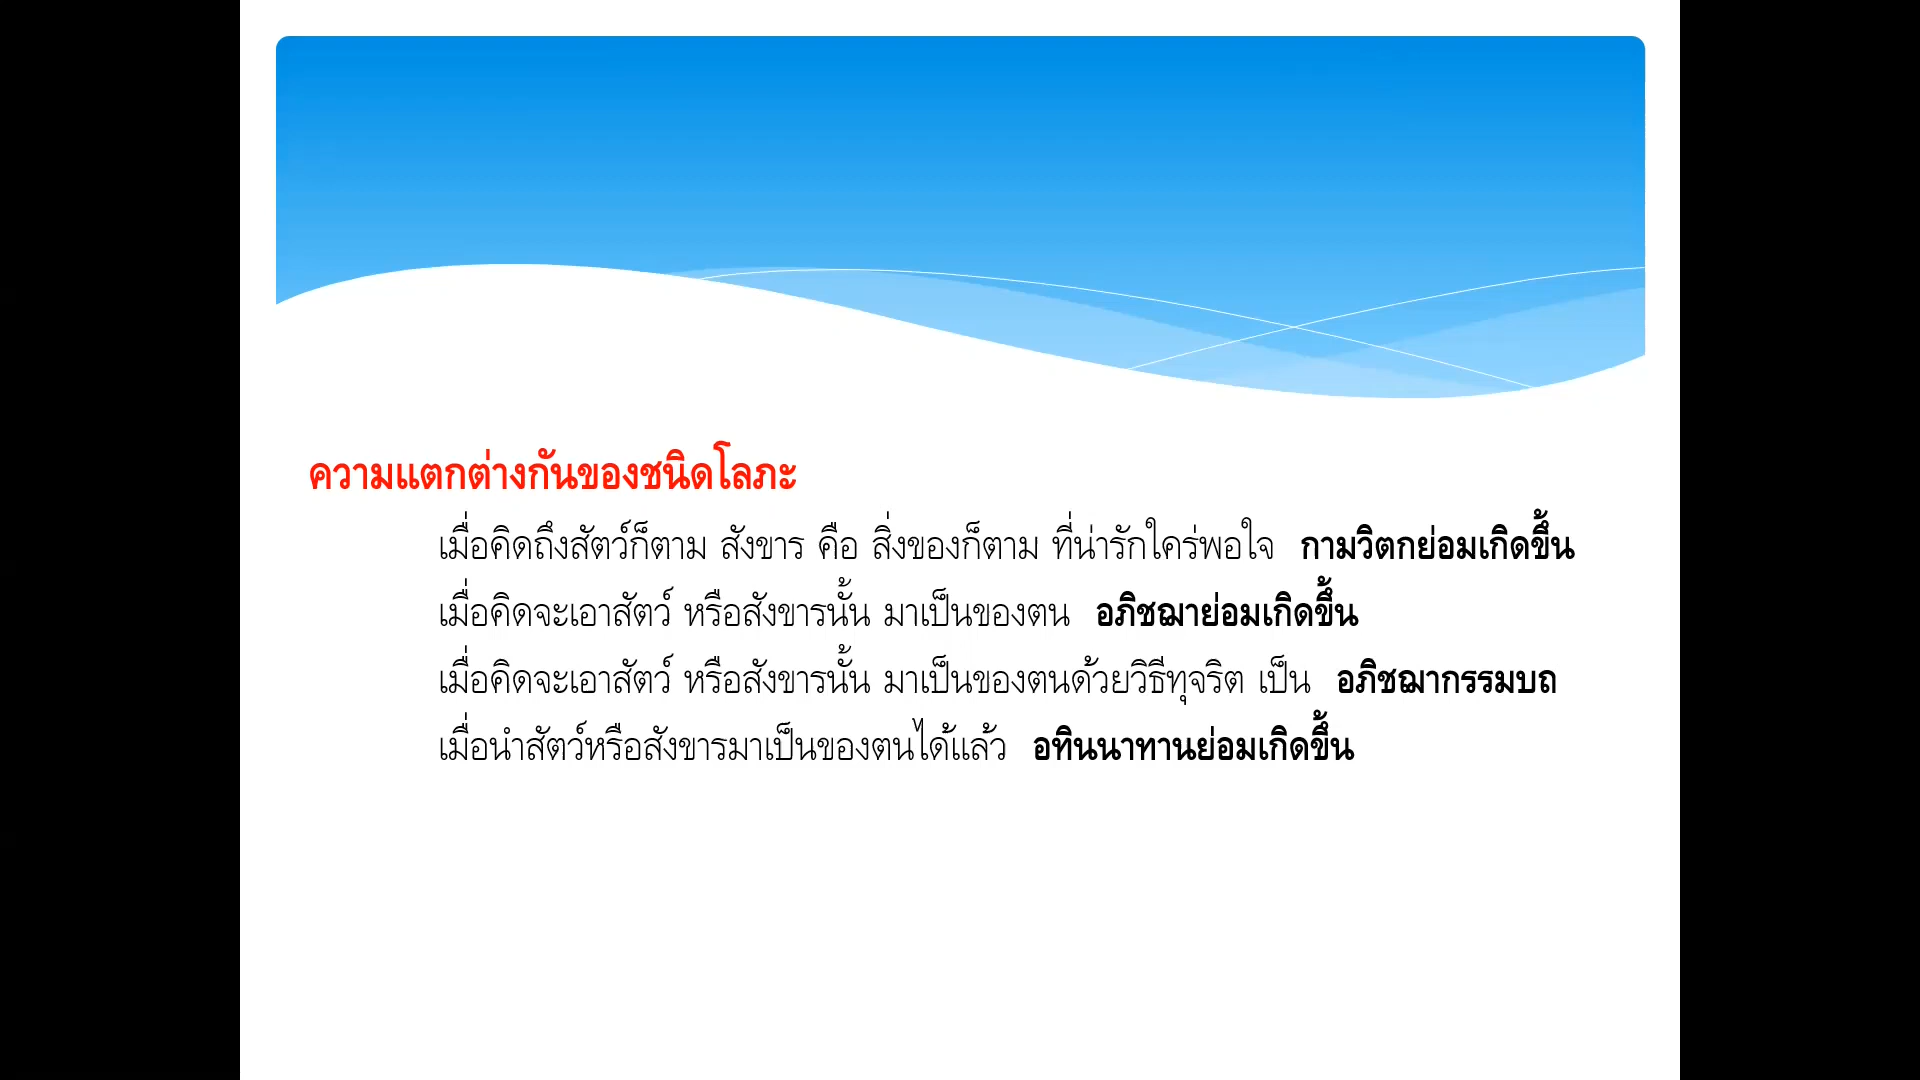 ความแตกต่างกันของชนิดโลภะ
เมื่อคิดถึงสัตว์ก็ตาม สังขาร คือ สิ่งของก็ตาม ที่น่ารักใคร่พอใจ กามวิตกย่อมเกิดขึ้น
เมื่อคิดจะเอาสัตว์ หรือสังขารนั้น มาเป็นของตน อภิชฌาย่อมเกิดขึ้น
เมื่อคิดจะเอาสัตว์ หรือสังขารนั้น มาเป็นของตนด้วยวิธีทุจริต เป็น อภิชฌากรรมบถ
เมื่อนำสัตว์หรือสังขารมาเป็นของตนได้แล้ว อทินนาทานย่อมเกิดขึ้น